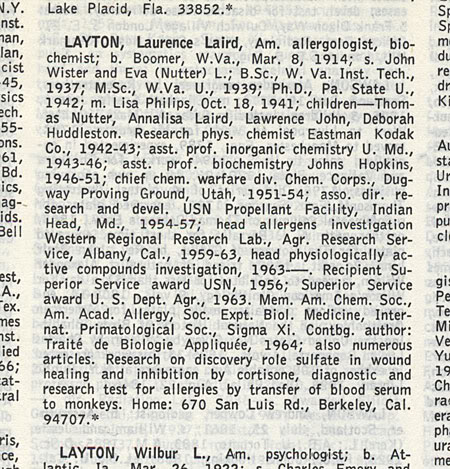 Lake Placid, Fla. 33852.*
LAYTON, Laurence Laird, Am. allergologist, bio-
chemist; b. Boomer, W.Va., Mar. 8, 1914; s. John
Wister and Eva (Nutter) L.; B.Sc., W. Va. Inst. Tech.,
1937; M.Sc., W.Va. U., 1939; Ph.D., Pa. State U.,
1942; m. Lisa Philips, Oct. 18, 1941; children—Thom-
as Nutter, Annalisa Laird, Lawrence John, Deborah
Huddleston. Research phys. chemist Eastman Kodak
Co., 1942-43; asst. prof. inorganic chemistry U. Md.,
1943-46; asst. prof. biochemistry Johns Hopkins,
1946-51; chief chem. warfare div. Chem. Corps., Dug-
way Proving Ground, Utah, 1951-54; asso. dir. re-
search and devel. USN Propellant Facility, Indian
Head, Md., 1954-57; head allergens investigation
Western Regional Research Lab., Agr. Research Ser-
vice, Albany, Cal., 1959-63, head physiologically ac-
tive compounds investigation, 1963-—. Recipient Su-
perior Service award USN, 1956; Superior Service
award U. S. Dept. Agr., 1963. Mem. Am. Chem. Soc.,
Am. Acad. Allergy, Soc. Expt. Biol. Medicine, Inter-
nat. Primatological Soc., Sigma Xi. Contbg. author:
Traité de Biologie Appliquée, 1964; also numerous
articles. Research on discovery role sulfate in wound
healing and inhibition by cortisone, diagnostic and
research test for allergies by transfer of blood serum
to monkeys. Home: 670 San Luis Rd., Berkeley, Cal.
94707.*
LAYTON, Wilbur L., Am. psychologist; b. At-